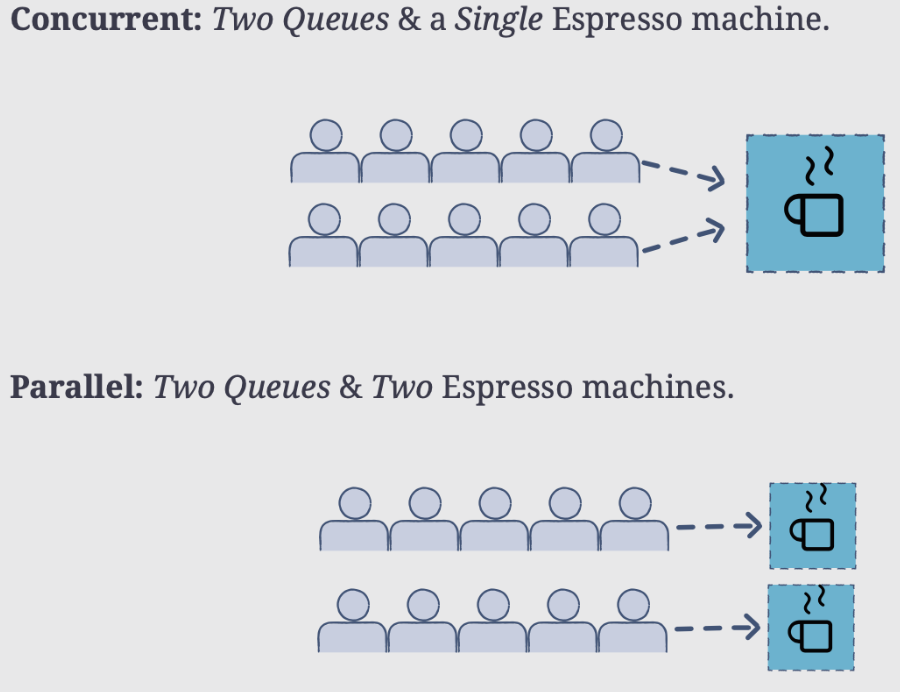 Concurrent: Two Queues & a Single Espresso machine.
Parallel: Two Queues & Two Espresso machines.